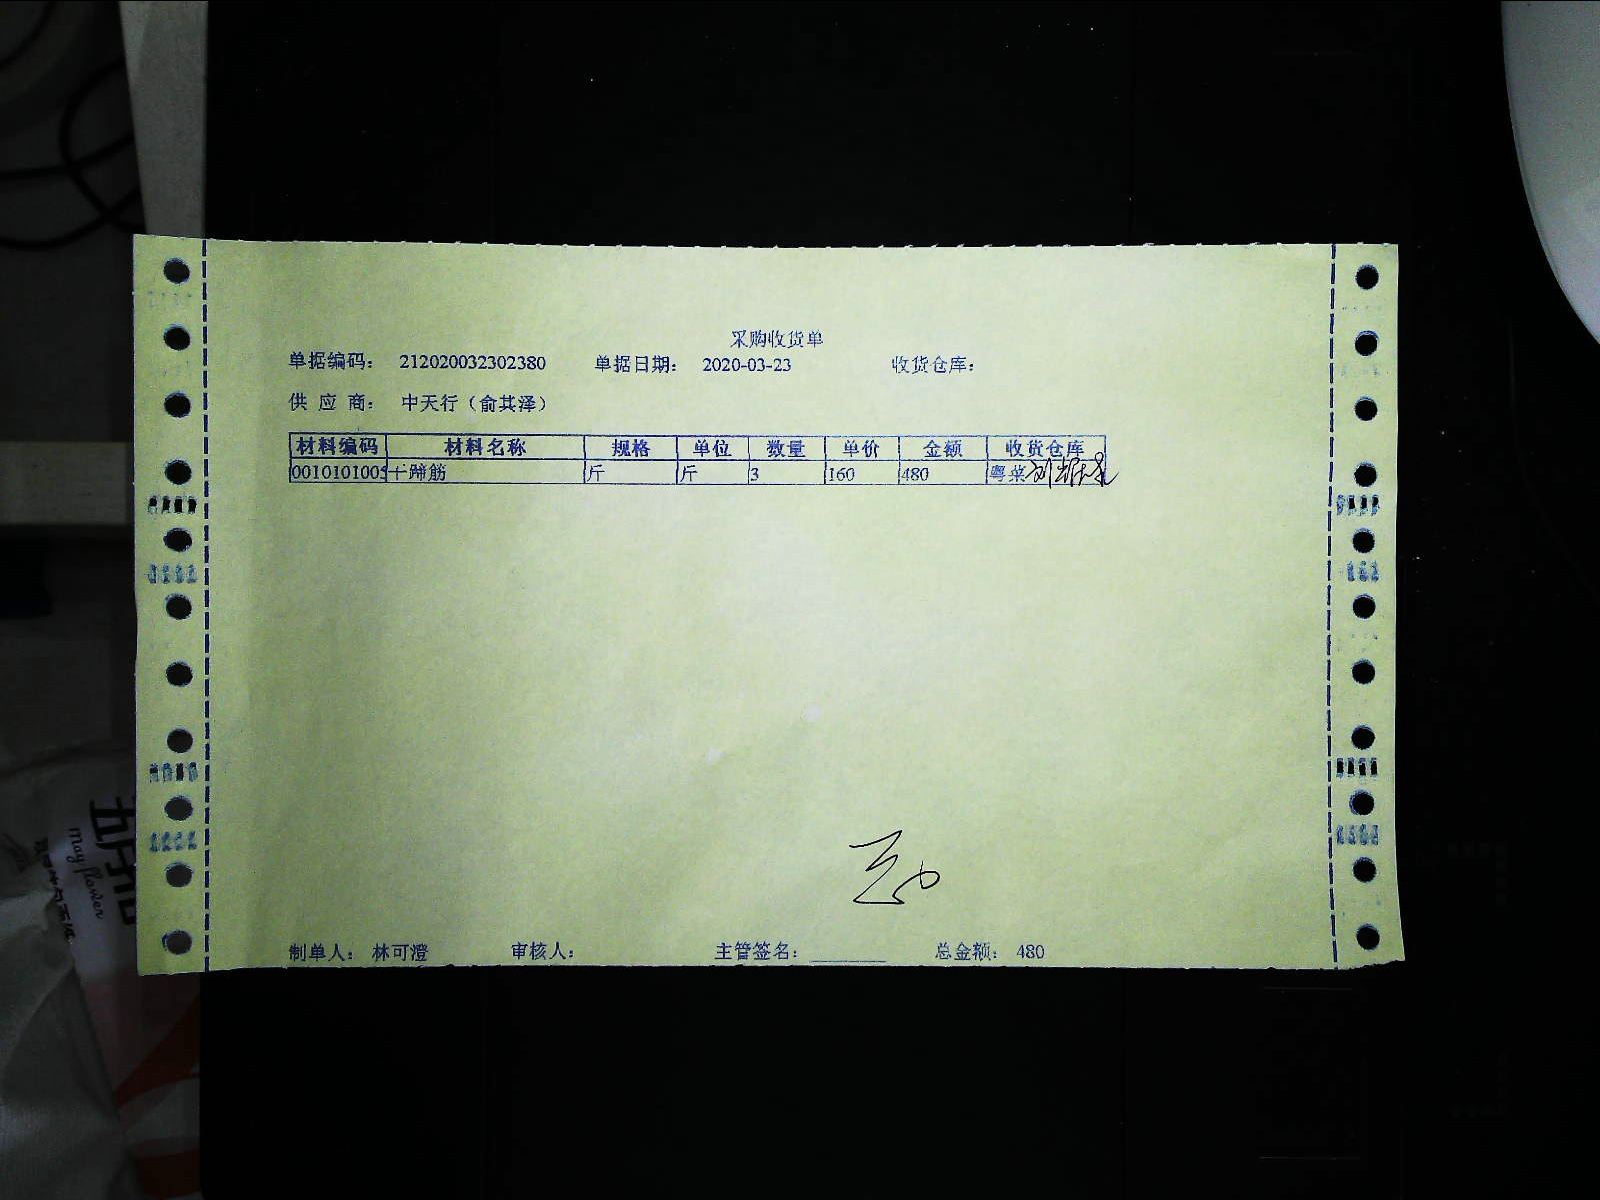 采购收货单
单据编码： 212020032302380 单据日期： 2020-03-23 收货仓库：
供 应 商： 中天行（俞其泽）
材料编码 材料名称 规格 单位 数量 单价 金额 收货仓库
0010101005 干蹄筋 斤 斤 3 160 480 粤菜
制单人： 林可澄 审核人： 主管签名： 总金额： 480
May flower